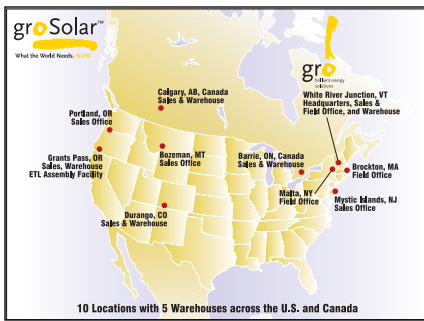 groSolar™
What the World Needs. NOW
gro
brilliant energy
solutions
Calgary, AB, Canada
Sales & Warehouse
White River Junction, VT
Headquarters, Sales &
Field Office, and Warehouse
Portland, OR
Sales Office
Grants Pass, OR
Sales, Warehouse
ETL Assembly Facility
Bozeman, MT
Sales Office
Barrie, ON, Canada
Sales & Warehouse
Brockton, MA
Field Office
Malta, NY
Field Office
Mystic Islands, NJ
Sales Office
Durango, CO
Sales & Warehouse
10 Locations with 5 Warehouses across the U.S. and Canada